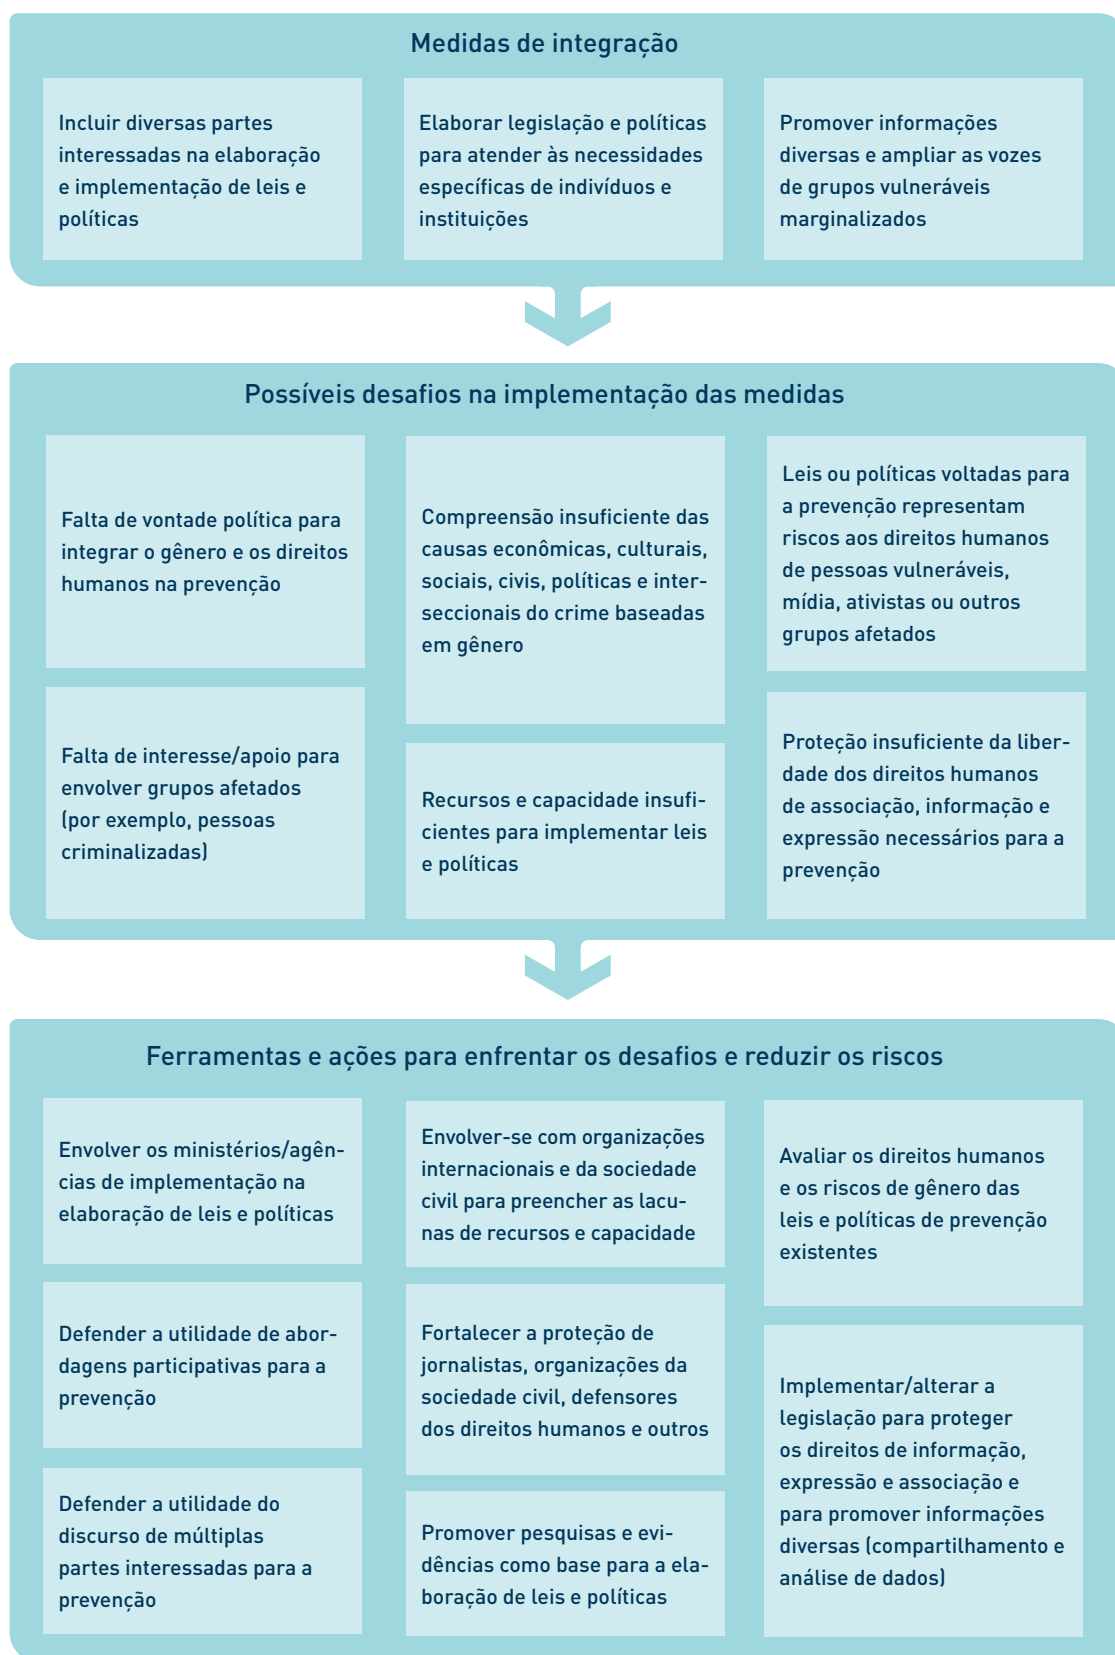 Medidas de integração
Incluir diversas partes
interessadas na elaboração
e implementação de leis e
políticas
Elaborar legislação e políticas
para atender às necessidades
específicas de indivíduos e
instituições
Promover informações
diversas e ampliar as vozes
de grupos vulneráveis
marginalizados
Possíveis desafios na implementação das medidas
Falta de vontade política para
integrar o gênero e os direitos
humanos na prevenção
Falta de interesse/apoio para
envolver grupos afetados
(por exemplo, pessoas
criminalizadas)
Compreensão insuficiente das
causas econômicas, culturais,
sociais, civis, políticas e inter-
seccionais do crime baseadas
em gênero
Recursos e capacidade insufi-
cientes para implementar leis
e políticas
Leis ou políticas voltadas para
a prevenção representam
riscos aos direitos humanos
de pessoas vulneráveis,
mídia, ativistas ou outros
grupos afetados
Proteção insuficiente da liber-
dade dos direitos humanos
de associação, informação e
expressão necessários para a
prevenção
Ferramentas e ações para enfrentar os desafios e reduzir os riscos
Envolver os ministérios/agên-
cias de implementação na
elaboração de leis e políticas
Defender a utilidade de abor-
dagens participativas para a
prevenção
Defender a utilidade do
discurso de múltiplas
partes interessadas para a
prevenção
Envolver-se com organizações
internacionais e da sociedade
civil para preencher as lacu-
nas de recursos e capacidade
Fortalecer a proteção de
jornalistas, organizações da
sociedade civil, defensores
dos direitos humanos e outros
Promover pesquisas e evi-
dências como base para a ela-
boração de leis e políticas
Avaliar os direitos humanos
e os riscos de gênero das
leis e políticas de prevenção
existentes
Implementar/alterar a
legislação para proteger
os direitos de informação,
expressão e associação e
para promover informações
diversas (compartilhamento e
análise de dados)